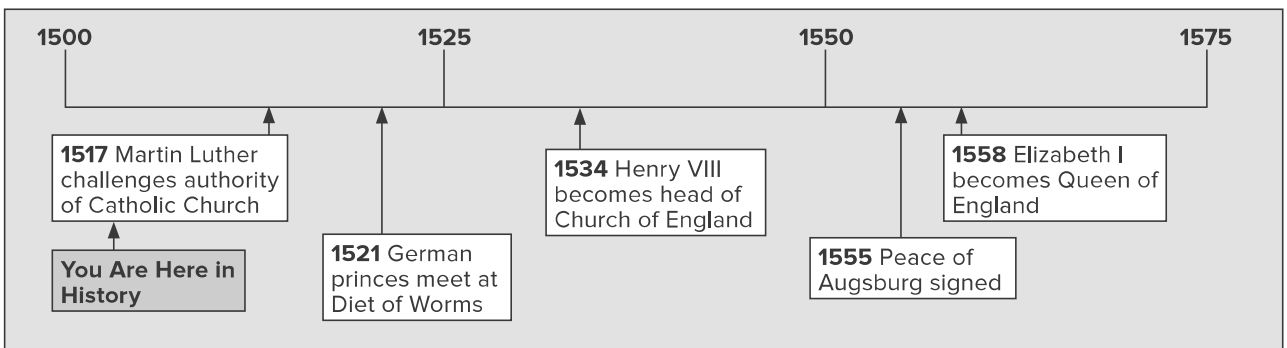 1500
1525
1550
1575
1517 Martin Luther
challenges authority
of Catholic Church
You Are Here in
History
1521 German
princes meet at
Diet of Worms
1534 Henry VIII
becomes head of
Church of England
1555 Peace of
Augsburg signed
1558 Elizabeth I
becomes Queen of
England